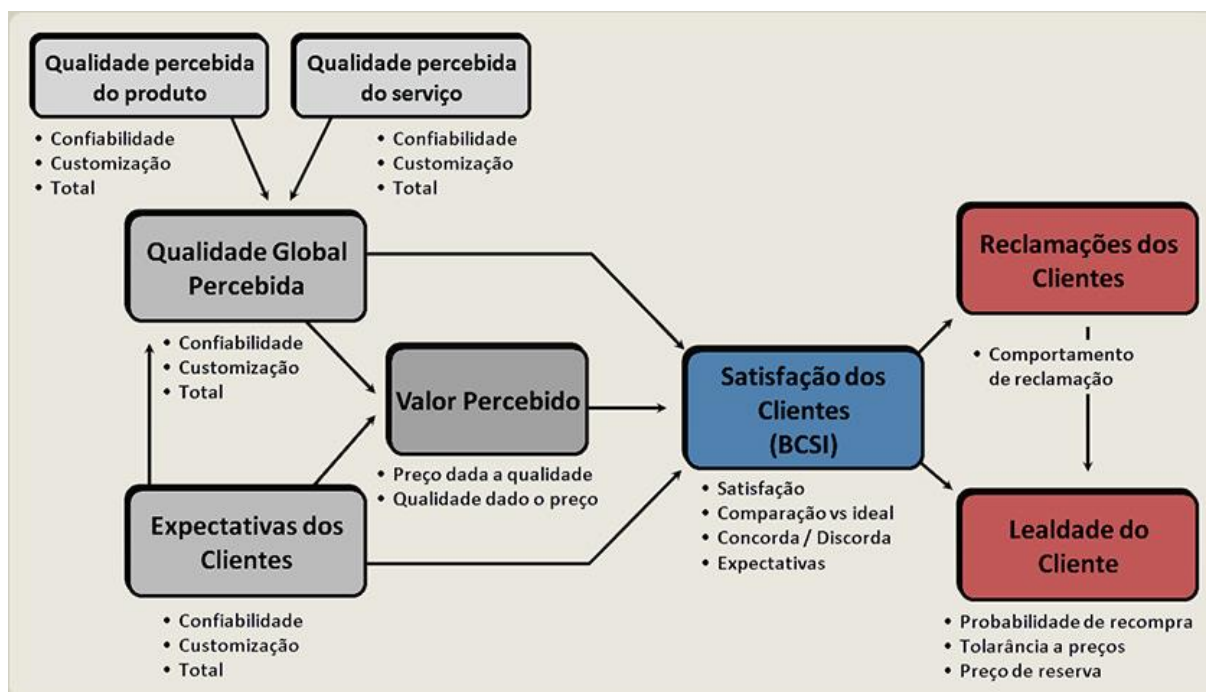 Qualidade percebida
do produto
Qualidade percebida
do serviço
• Confiabilidade
• Customização
• Total
• Confiabilidade
• Customização
• Total
Qualidade Global
Percebida
• Confiabilidade
• Customização
• Total
Valor Percebido
• Preço dada a qualidade
• Qualidade dado o preço
Expectativas dos
Clientes
• Confiabilidade
• Customização
• Total
Satisfação dos
Clientes
(BCSI)
• Satisfação
• Comparação vs ideal
• Concorda / Discorda
• Expectativas
Reclamações dos
Clientes
• Comportamento
de reclamação
Lealdade do
Cliente
• Probabilidade de recompra
• Tolarância a preços
• Preço de reserva